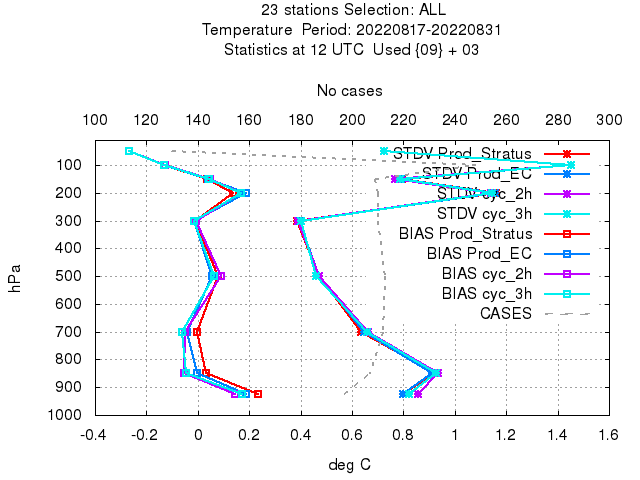 23 stations Selection: ALL
Temperature  Period: 20220817-20220831
Statistics at 12 UTC  Used {09} + 03
No cases
100 120 140 160 180 200 220 240 260 280 300
STDV Prod_Stratus
STDV Prod_EC
STDV cyc_2h
STDV cyc_3h
BIAS Prod_Stratus
BIAS Prod_EC
BIAS cyc_2h
BIAS cyc_3h
CASES
hPa
100
200
300
400
500
600
700
800
900
1000
-0.4 -0.2 0 0.2 0.4 0.6 0.8 1 1.2 1.4 1.6
deg C